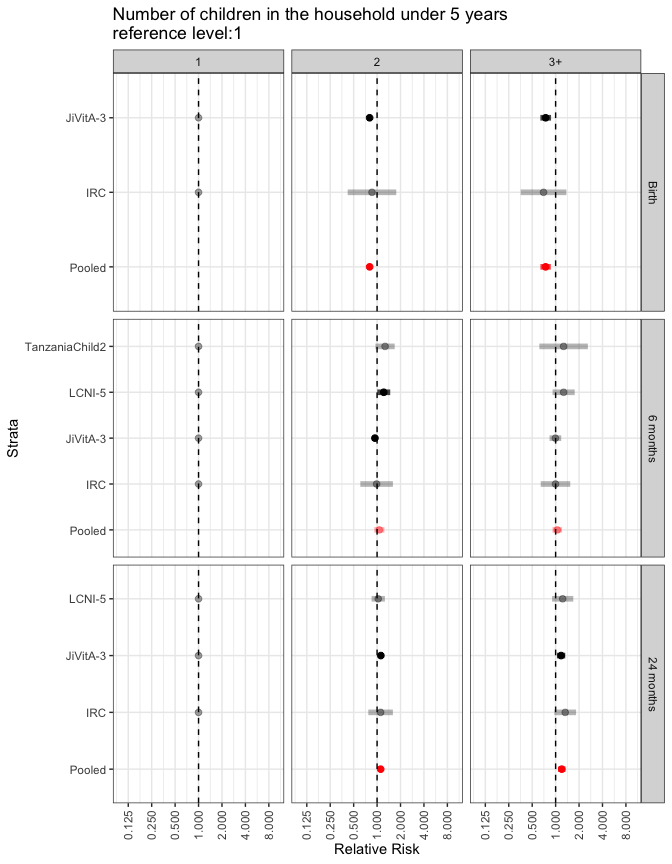 Number of children in the household under 5 years
reference level:1
1
2
3+
JiVitA-3
IRC
Pooled
Birth
TanzaniaChild2
LCNI-5
JiVitA-3
IRC
Pooled
6 months
LCNI-5
JiVitA-3
IRC
Pooled
24 months
Strata
0.125 0.250 0.500 1.000 2.000 4.000 8.000
0.125 0.250 0.500 1.000 2.000 4.000 8.000
0.125 0.250 0.500 1.000 2.000 4.000 8.000
Relative Risk